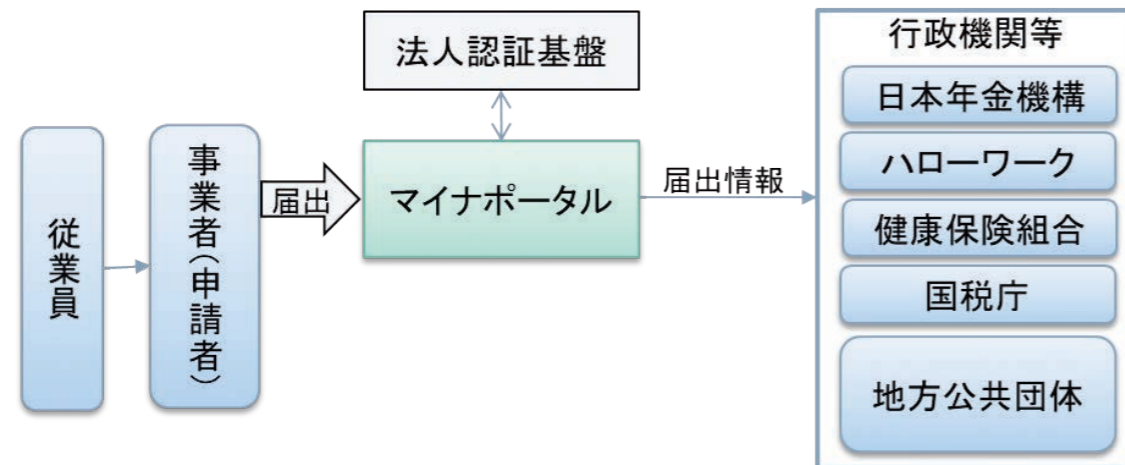 法人認証基盤
行政機関等
日本年金機構
ハローワーク
健康保険組合
国税庁
地方公共団体
従業員
事業者(申請者)
届出
マイナポータル
届出情報